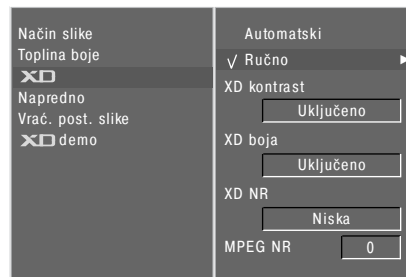 Način slike
Toplina boje
XD
Napredno
Vrać. post. slike
XD demo
Automatski
√ Ručno
XD kontrast
Uključeno
XD boja
Uključeno
XD NR
Niska
MPEG NR 0